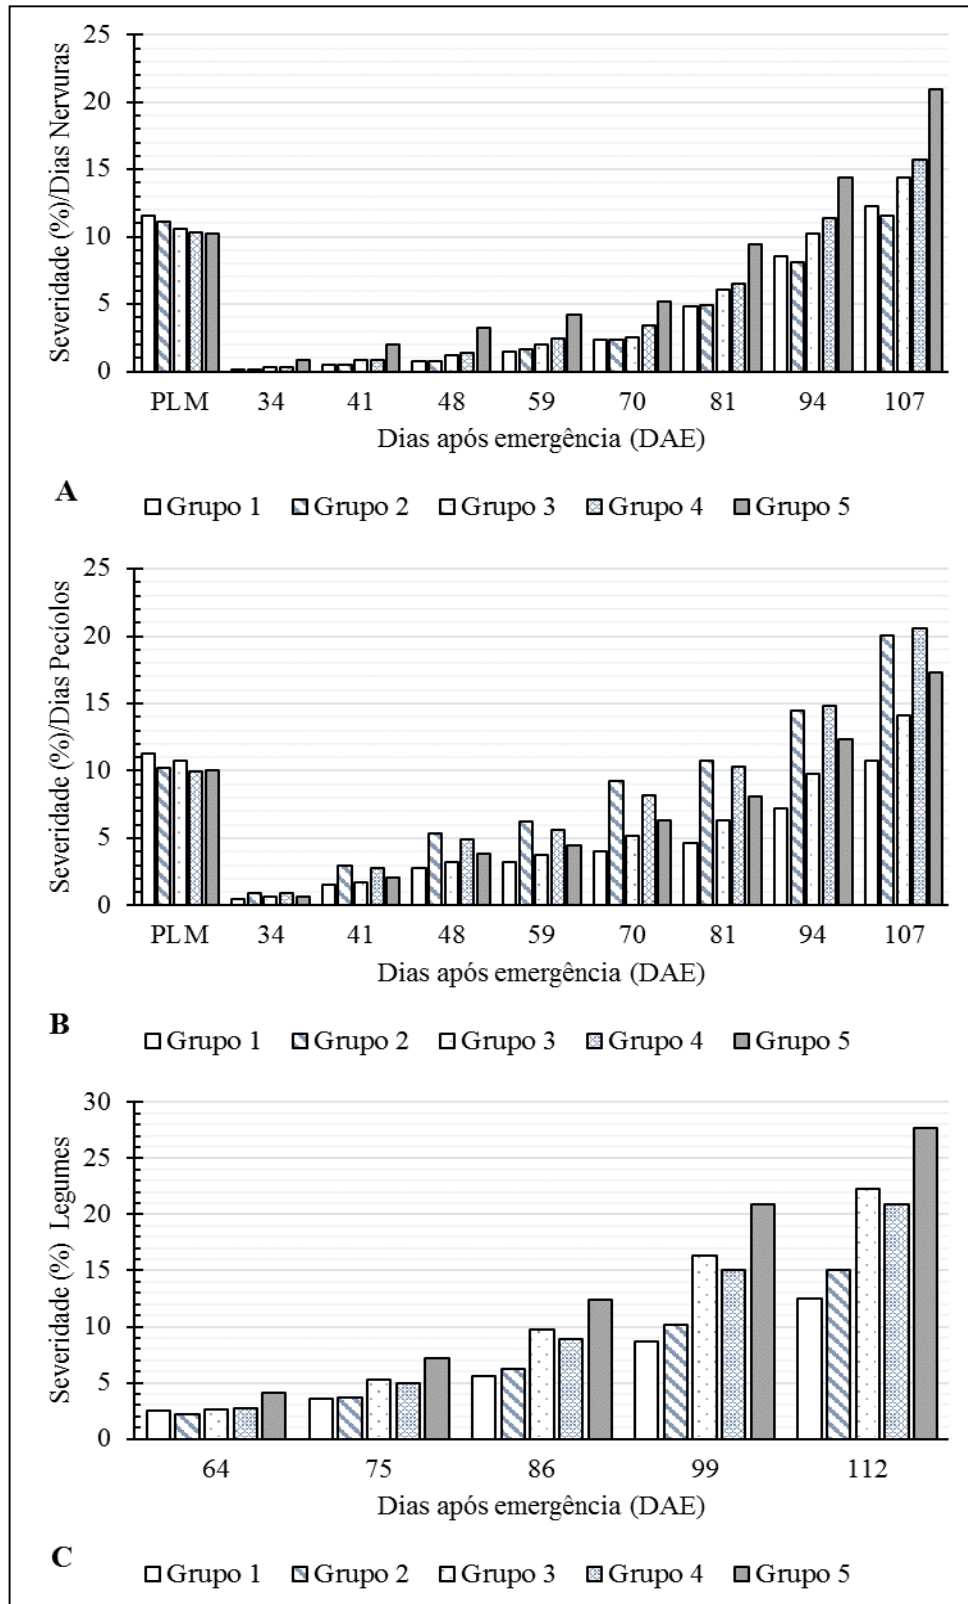 Severidade (%)/Dias Nervuras
25
20
15
10
5
0
PLM 34 41 48 59 70 81 94 107
Dias após emergência (DAE)
A
Grupo 1 Grupo 2 Grupo 3 Grupo 4 Grupo 5
Severidade (%)/Dias Pecíolos
25
20
15
10
5
0
PLM 34 41 48 59 70 81 94 107
Dias após emergência (DAE)
B
Grupo 1 Grupo 2 Grupo 3 Grupo 4 Grupo 5
Severidade (%) Legumes
30
25
20
15
10
5
0
64 75 86 99 112
Dias após emergência (DAE)
C
Grupo 1 Grupo 2 Grupo 3 Grupo 4 Grupo 5